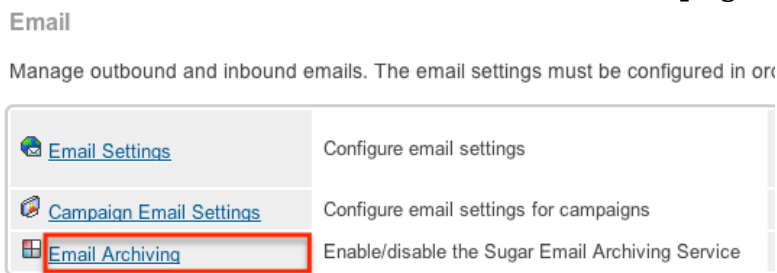 Email
Manage outbound and inbound emails. The email settings must be configured in
Email Settings Configure email settings
Campaign Email Settings Configure email settings for campaigns
Email Archiving Enable/disable the Sugar Email Archiving Service